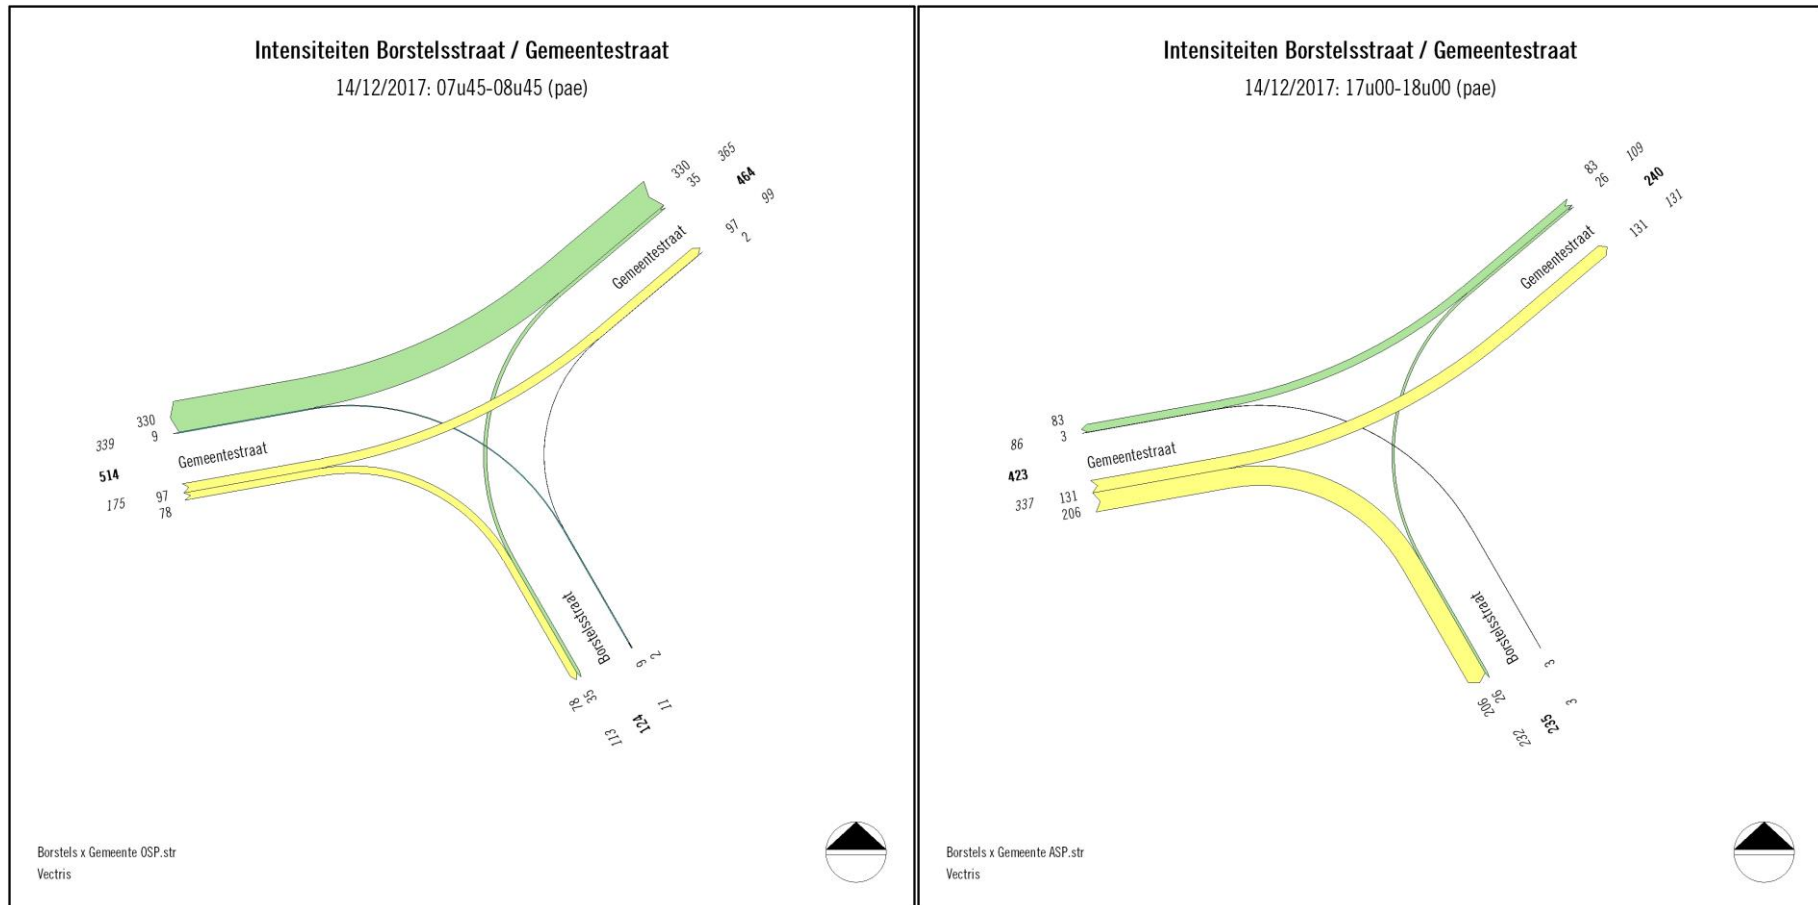 Intensiteiten Borstelsstraat / Gemeentestraat
14/12/2017: 07u45-08u45 (pae)
330
35
365
464
99
97
2
Gemeentestraat
330
9
339
514
175
97
78
Gemeentestraat
Borstelsstraat
2
9
11
124
113
35
78
Borstels x Gemeente OSP.str
Vectris
Intensiteiten Borstelsstraat / Gemeentestraat
14/12/2017: 17u00-18u00 (pae)
83
26
109
240
131
131
Gemeentestraat
83
3
86
423
337
131
206
Gemeentestraat
Borstelsstraat
3
3
235
232
26
206
Borstels x Gemeente ASP.str
Vectris